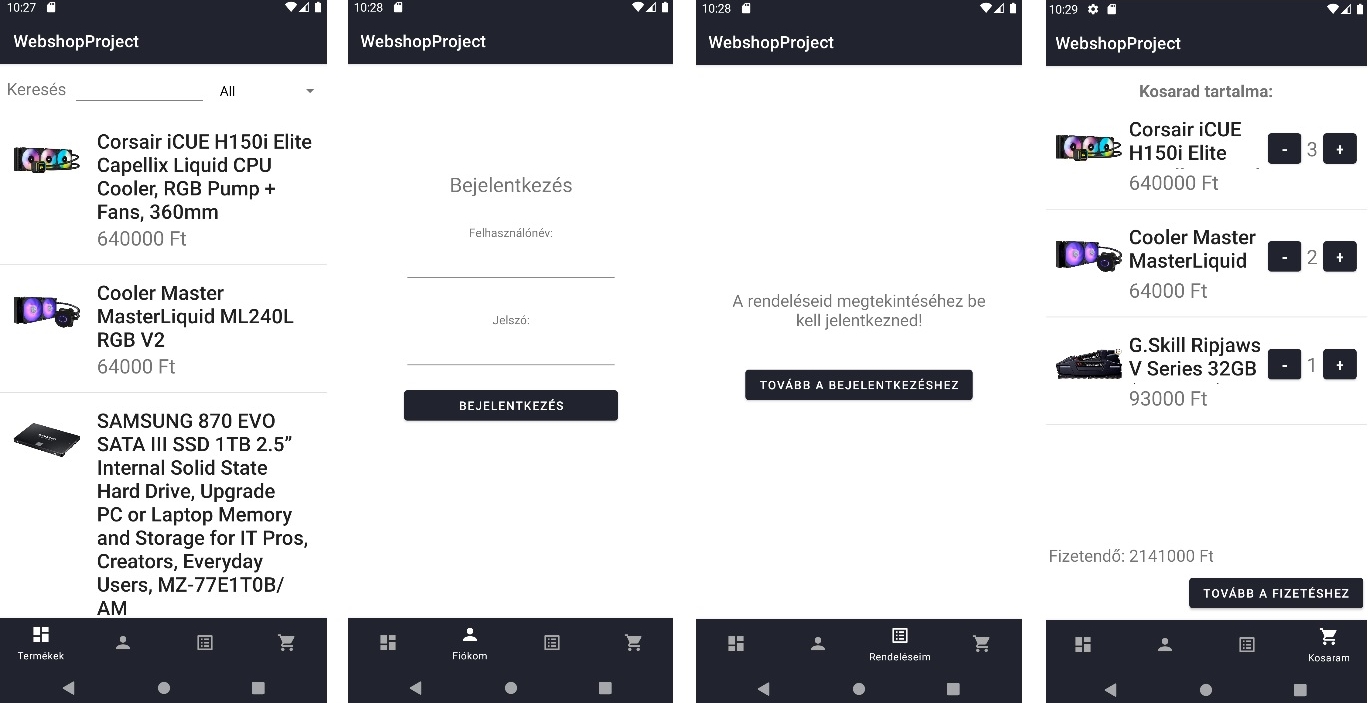 10:27
WebshopProject
Keresés
All
Corsair iCUE H150i Elite
Capellix Liquid CPU
Cooler, RGB Pump +
Fans, 360mm
640000 Ft
Cooler Master
MasterLiquid ML240L
RGB V2
64000 Ft
SAMSUNG 870 EVO
SATA III SSD 1TB 2.5”
Internal Solid State
Hard Drive, Upgrade
PC or Laptop Memory
and Storage for IT Pros,
Creators, Everyday
Users, MZ-77E1T0B/
AM
Termékek
10:28
WebshopProject
Bejelentkezés
Felhasználónév:
Jelszó:
BEJELENTKEZÉS
Fiókom
10:28
WebshopProject
A rendeléseid megtekintéséhez be
kell jelentkezned!
TOVÁBB A BEJELENTKEZÉSHEZ
Rendeléseim
10:29
WebshopProject
Kosarad tartalma:
Corsair iCUE
H150i Elite
- 3 +
640000 Ft
Cooler Master
MasterLiquid
- 2 +
64000 Ft
G.Skill Ripjaws
V Series 32GB
- 1 +
93000 Ft
Fizetendő: 2141000 Ft
TOVÁBB A FIZETÉSHEZ
Kosaram